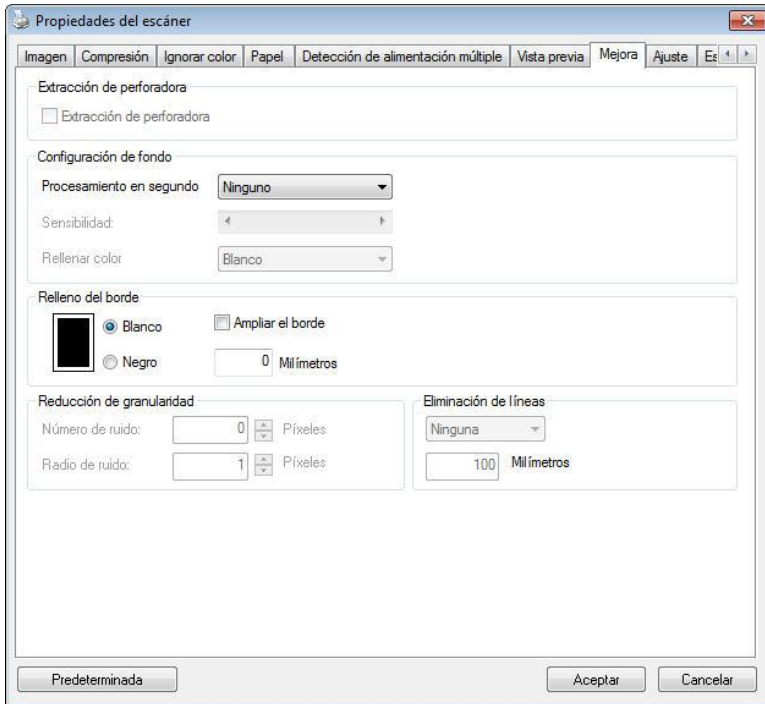 Propiedades del escáner
Imagen Compresión Ignorar color Papel Detección de alimentación múltiple Vista previa Mejora Ajuste Es
Extracción de perforadora
Extracción de perforadora
Configuración de fondo
Procesamiento en segundo Ninguno
Sensibilidad:
Rellenar color Blanco
Relleno del borde
Blanco Ampliar el borde
Negro 0 Milímetros
Reducción de granularidad Eliminación de líneas
Número de ruido: 0 Píxeles Ninguna
Radio de ruido: 1 Píxeles 100 Milímetros
Predeterminada Aceptar Cancelar